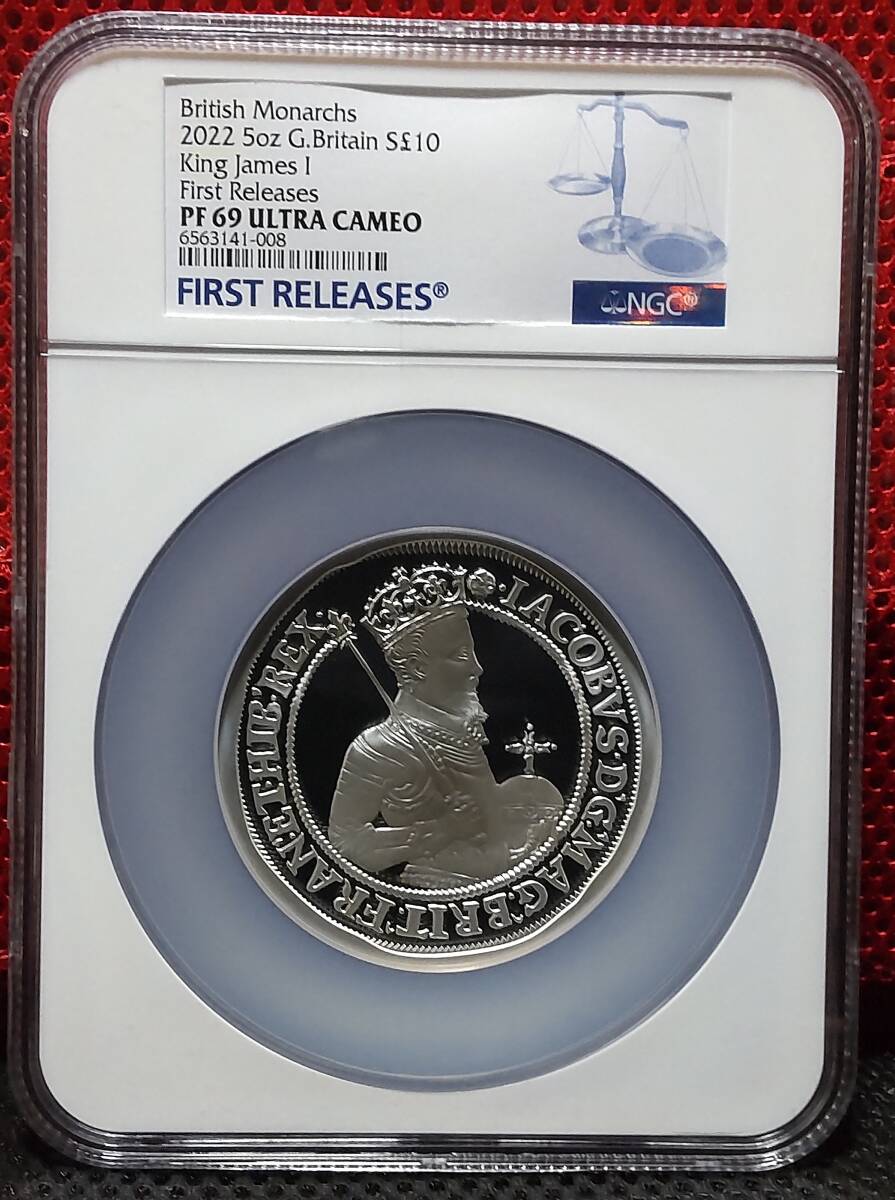 British Monarchs
2022 5oz G.Britain S£10
King James I
First Releases
PF 69 ULTRA CAMEO
6563141-008
FIRST RELEASES®
NGC®
·IACOBVS·D'·G'·MAG'·BRIT'·FRAN'·ET·HIB'·REX·